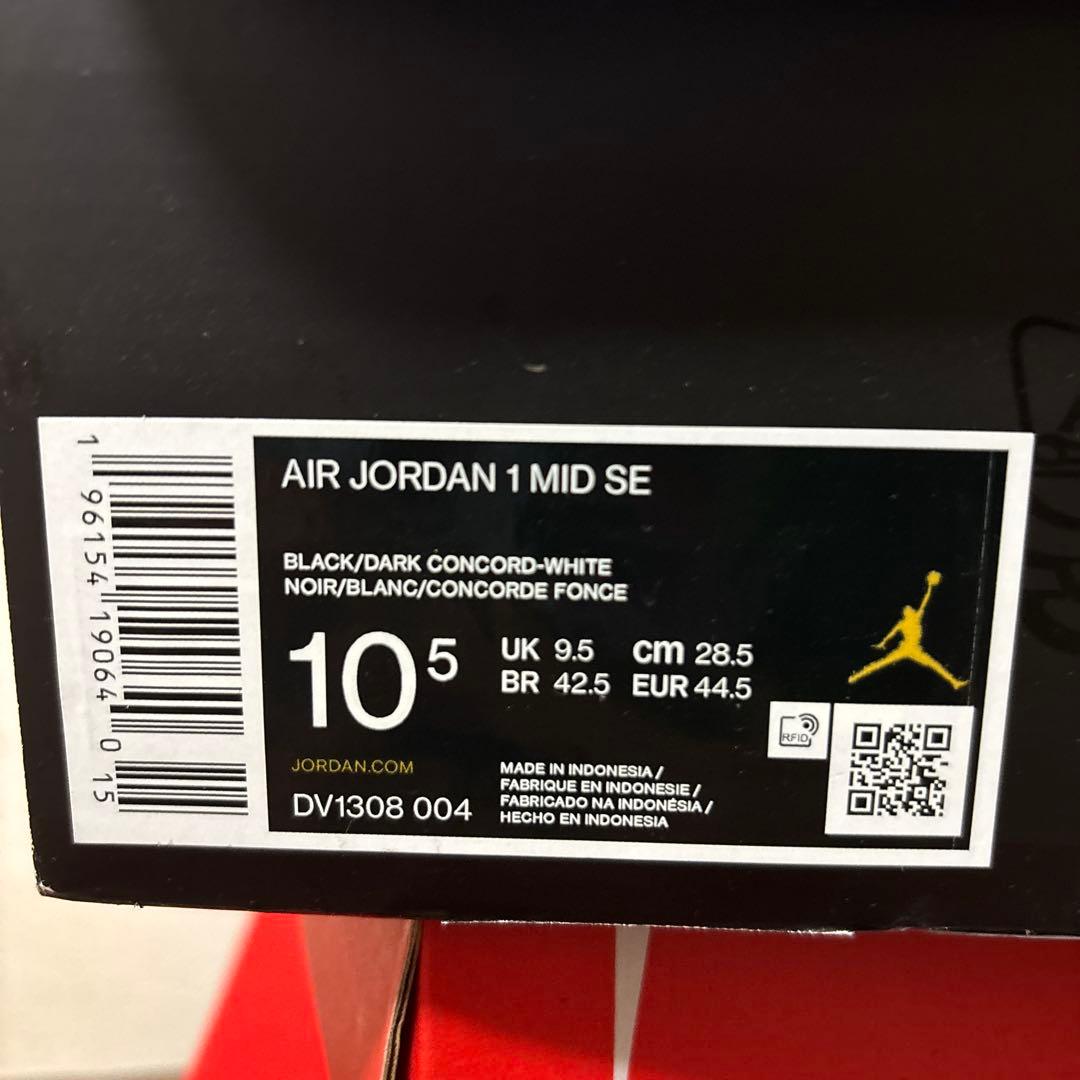 AIR JORDAN 1 MID SE
BLACK/DARK CONCORD-WHITE
NOIR/BLANC/CONCORDE FONCE
10 5
UK 9.5 cm 28.5
BR 42.5 EUR 44.5
JORDAN.COM
DV1308 004
MADE IN INDONESIA /
FABRIQUE EN INDONESIE /
FABRICADO NA INDONÉSIA /
HECHO EN INDONESIA
RFID
1 96154 19064 0 15